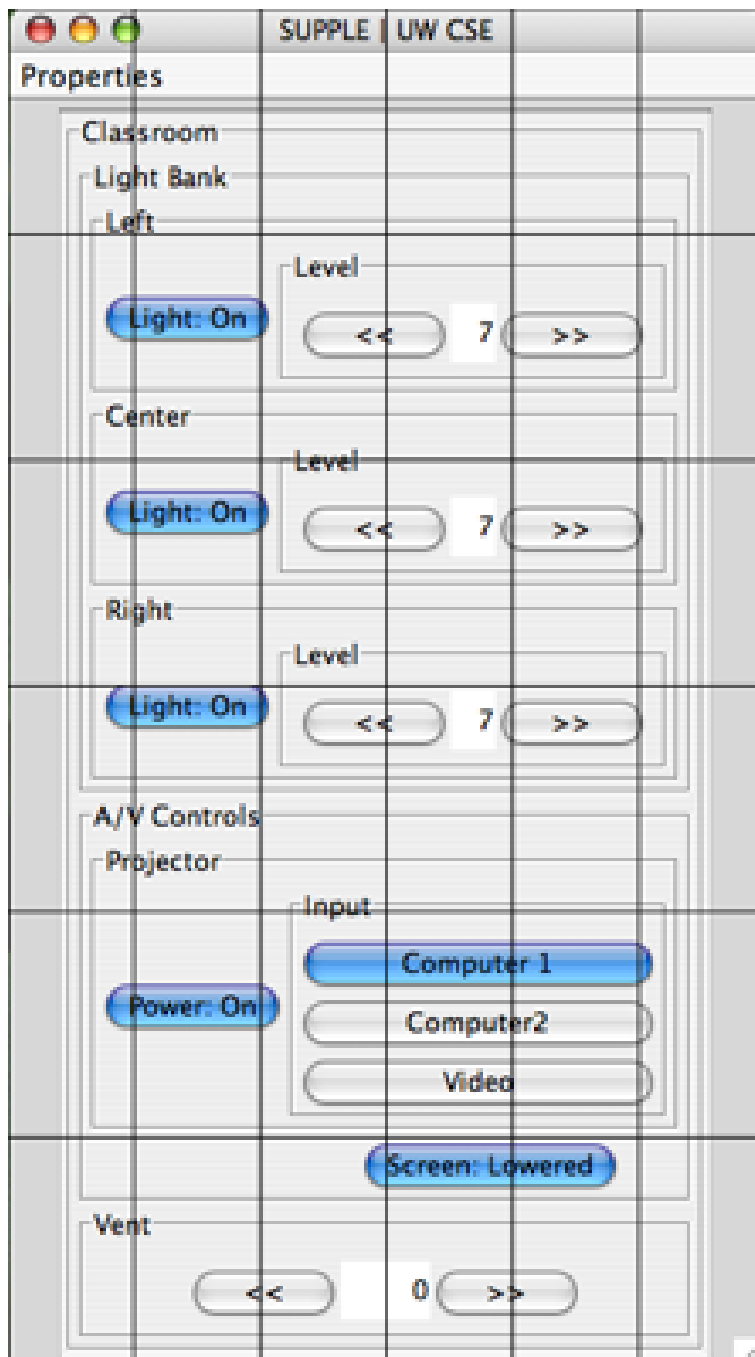 SUPPLE | UW CSE
Properties
Classroom
Light Bank
Left
Level
Light: On << 7 >>
Center
Level
Light: On << 7 >>
Right
Level
Light: On << 7 >>
A/V Controls
Projector
Input
Computer 1
Power: On
Computer2
Video
Screen: Lowered
Vent
<< 0 >>